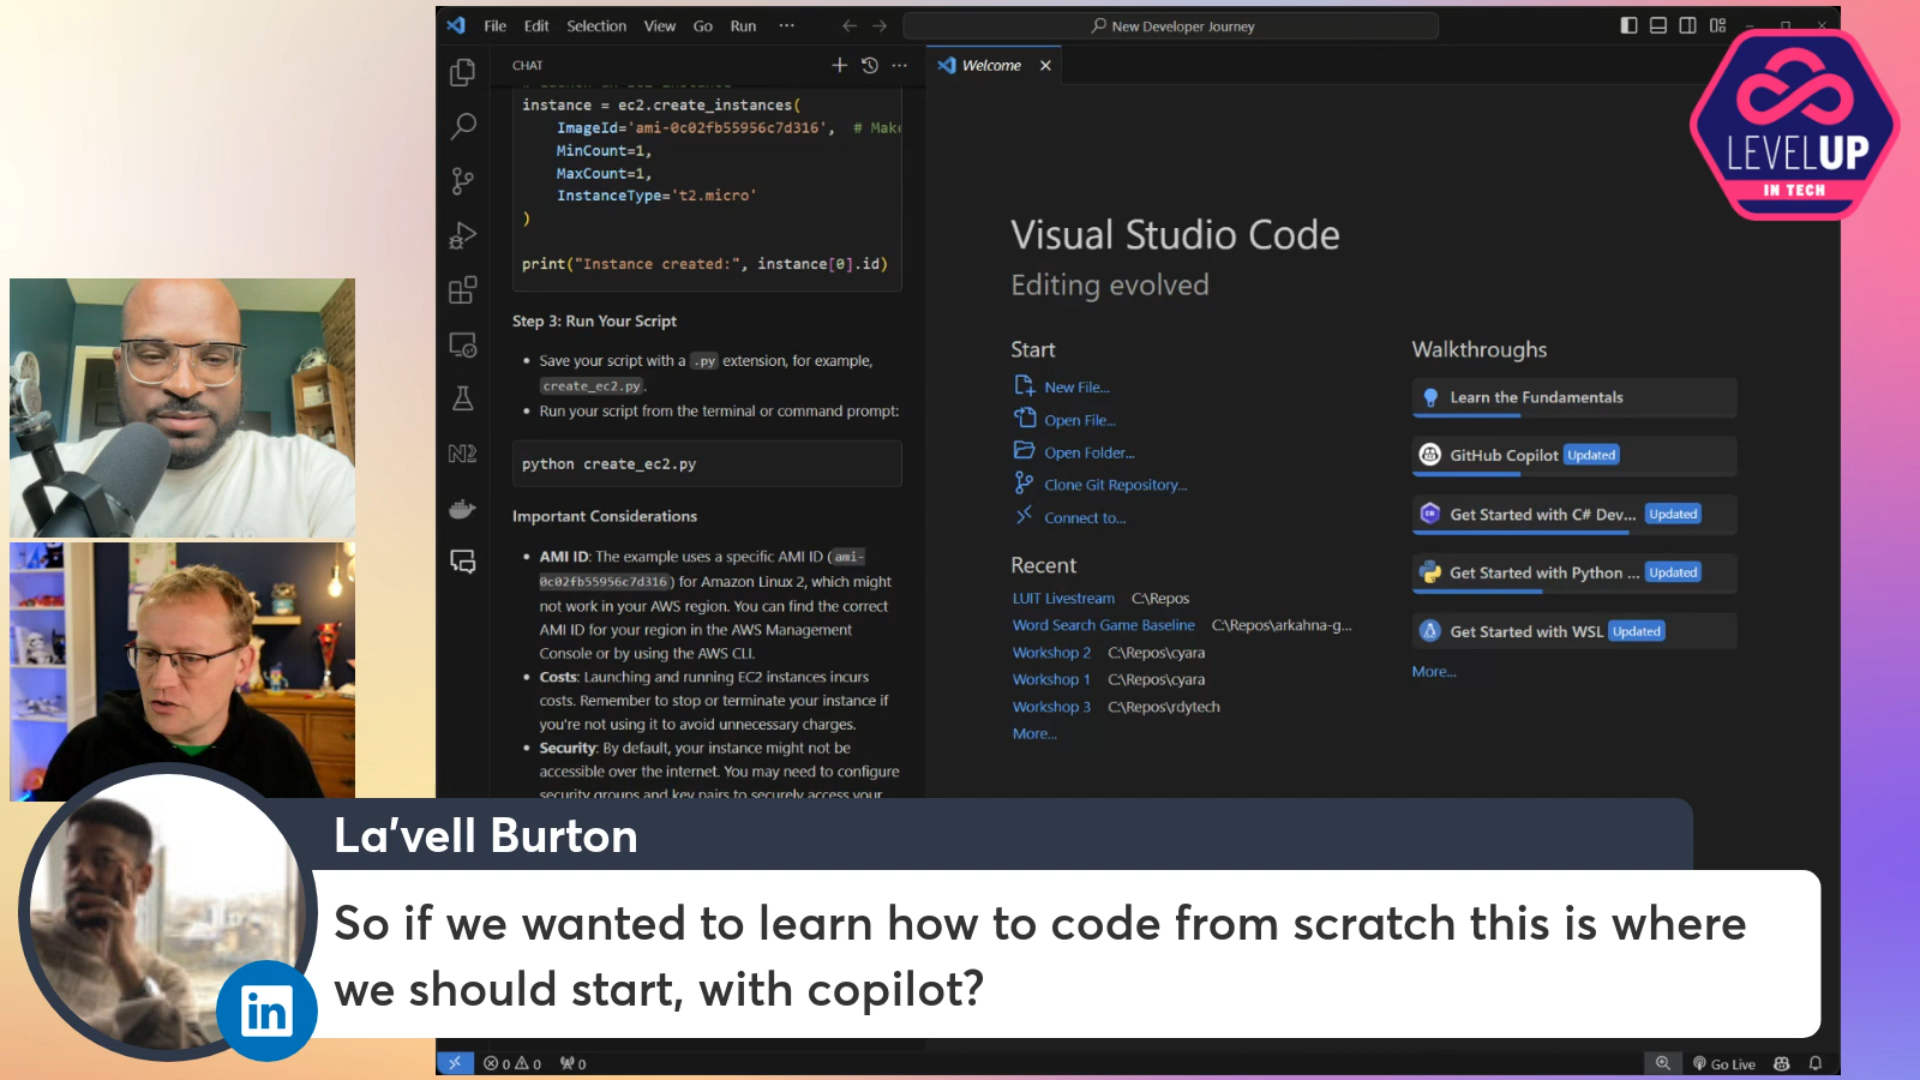 File Edit Selection View Go Run ···
New Developer Journey
CHAT
Welcome
instance = ec2.create_instances(
ImageId='ami-0c02fb55956c7d316', # Make
MinCount=1,
MaxCount=1,
InstanceType='t2.micro'
)
print("Instance created:", instance[0].id)
Step 3: Run Your Script
• Save your script with a .py extension, for example,
create_ec2.py.
• Run your script from the terminal or command prompt:
python create_ec2.py
Important Considerations
• AMI ID: The example uses a specific AMI ID (ami-
0c02fb55956c7d316) for Amazon Linux 2, which might
not work in your AWS region. You can find the correct
AMI ID for your region in the AWS Management
Console or by using the AWS CLI.
• Costs: Launching and running EC2 instances incurs
costs. Remember to stop or terminate your instance if
you're not using it to avoid unnecessary charges.
• Security: By default, your instance might not be
accessible over the internet. You may need to configure
security groups and key pairs to securely access your
Visual Studio Code
Editing evolved
Start
New File...
Open File...
Open Folder...
Clone Git Repository...
Connect to...
Recent
LUIT Livestream C:\Repos
Word Search Game Baseline C:\Repos\arkahna-g...
Workshop 2 C:\Repos\cyara
Workshop 1 C:\Repos\cyara
Workshop 3 C:\Repos\rdytech
More...
Walkthroughs
Learn the Fundamentals
GitHub Copilot Updated
Get Started with C# Dev... Updated
Get Started with Python ... Updated
Get Started with WSL Updated
More...
LEVELUP
IN TECH
La'vell Burton
So if we wanted to learn how to code from scratch this is where
we should start, with copilot?
in
0 0 0
Go Live